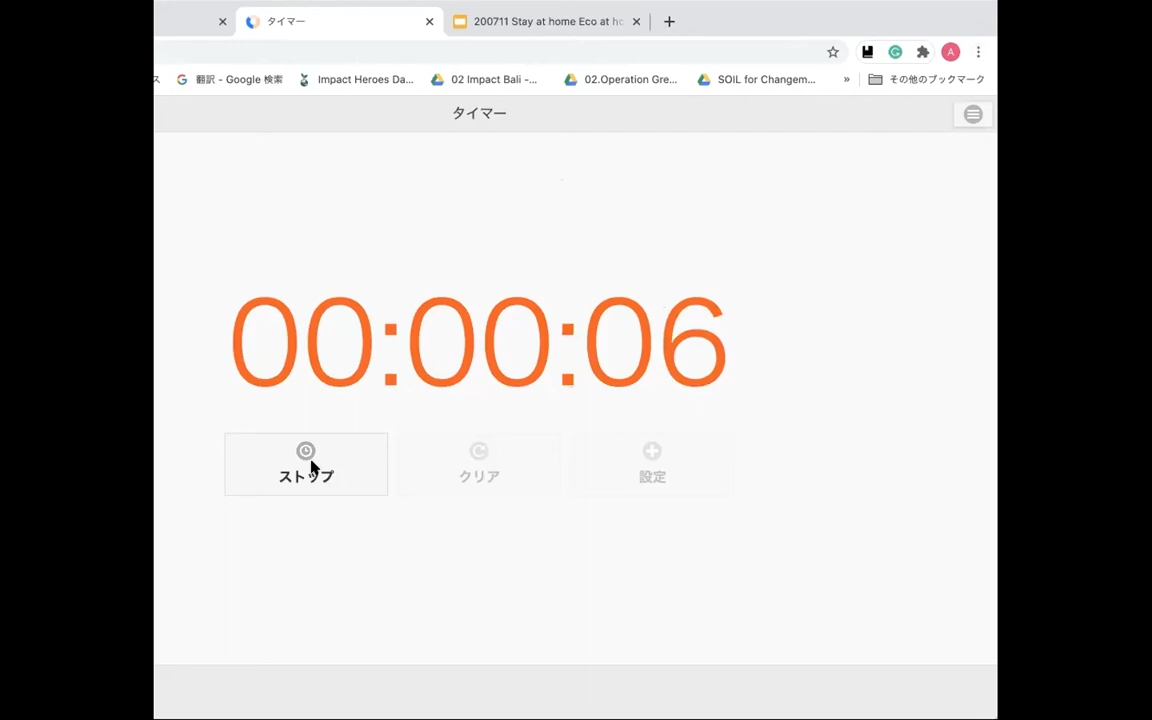 タイマー
200711 Stay at home Eco at ho
A
ス
翻訳 - Google 検索
Impact Heroes Da...
02 Impact Bali -...
02.Operation Gre...
SOIL for Changem...
»
その他のブックマーク
タイマー
00:00:06
ストップ
クリア
設定